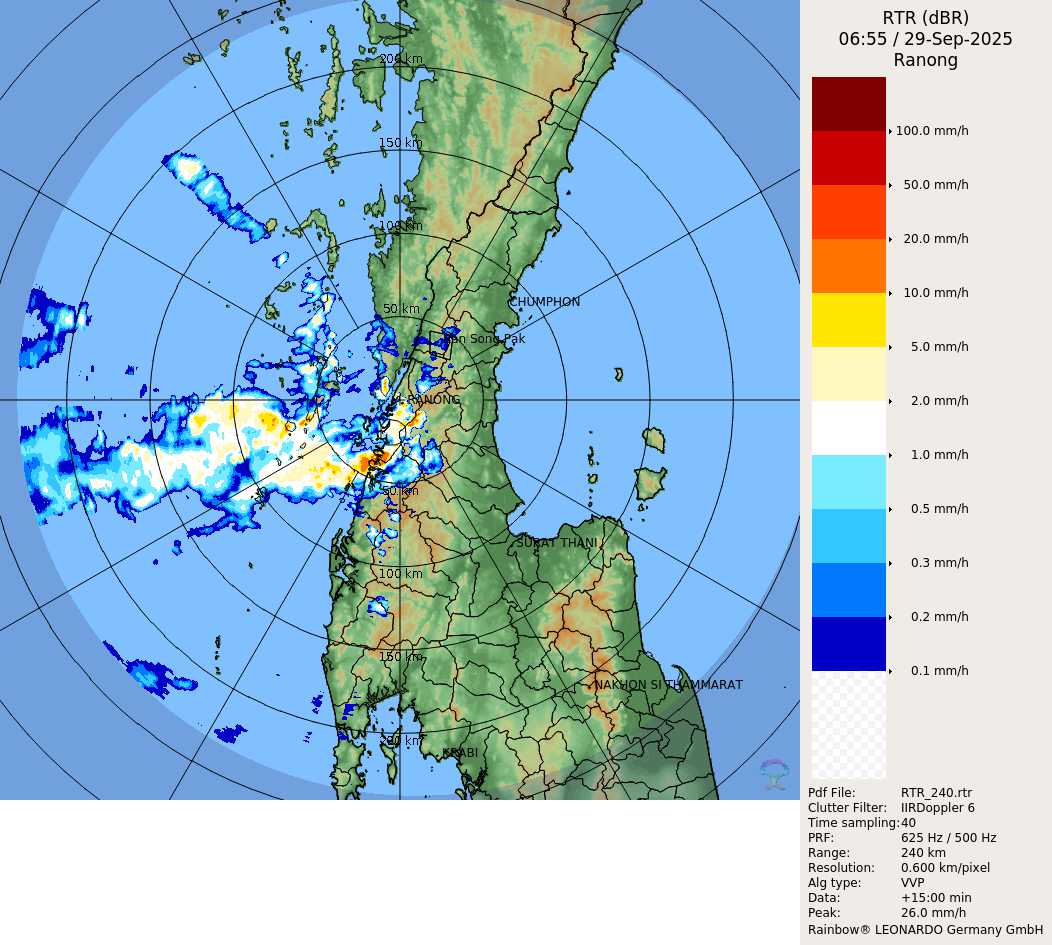 RTR (dBR)
06:55 / 29-Sep-2025
Ranong
100.0 mm/h
50.0 mm/h
20.0 mm/h
10.0 mm/h
5.0 mm/h
2.0 mm/h
1.0 mm/h
0.5 mm/h
0.3 mm/h
0.2 mm/h
0.1 mm/h
200 km
150 km
100 km
50 km
CHUMPHON
RANONG
50 km
SURAT THANI
100 km
150 km
NAKHON SI THAMMARAT
200 km
KRABI
Pdf File: RTR_240.rtr
Clutter Filter: IIRDoppler 6
Time sampling: 40
PRF: 625 Hz / 500 Hz
Range: 240 km
Resolution: 0.600 km/pixel
Alg type: VVP
Data: +15:00 min
Peak: 26.0 mm/h
Rainbow® LEONARDO Germany GmbH